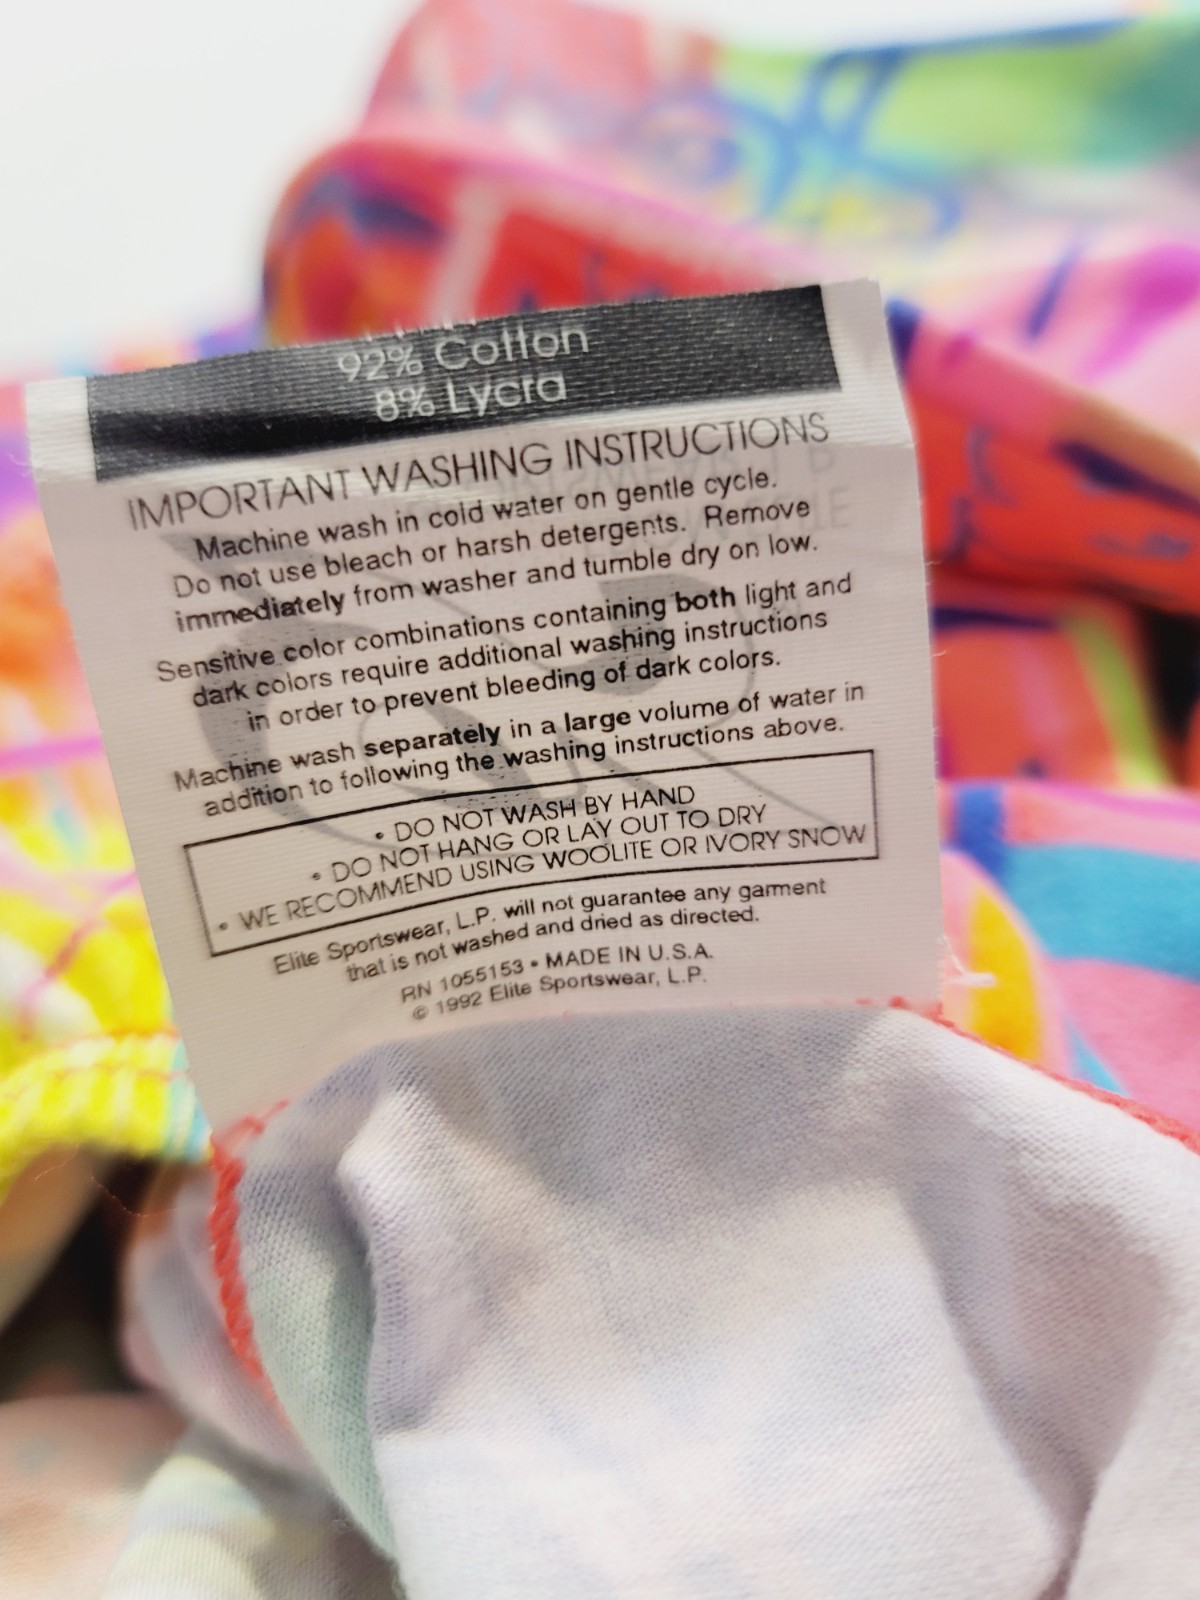 92% Cotton
8% Lycra
IMPORTANT WASHING INSTRUCTIONS
Machine wash in cold water on gentle cycle.
Do not use bleach or harsh detergents. Remove
immediately from washer and tumble dry on low.
Sensitive color combinations containing both light and
dark colors require additional washing instructions
in order to prevent bleeding of dark colors.
Machine wash separately in a large volume of water in
addition to following the washing instructions above.
• DO NOT WASH BY HAND
• DO NOT HANG OR LAY OUT TO DRY
• WE RECOMMEND USING WOOLITE OR IVORY SNOW
Elite Sportswear, L.P. will not guarantee any garment
that is not washed and dried as directed.
RN 1055153 • MADE IN U.S.A.
© 1992 Elite Sportswear, L.P.